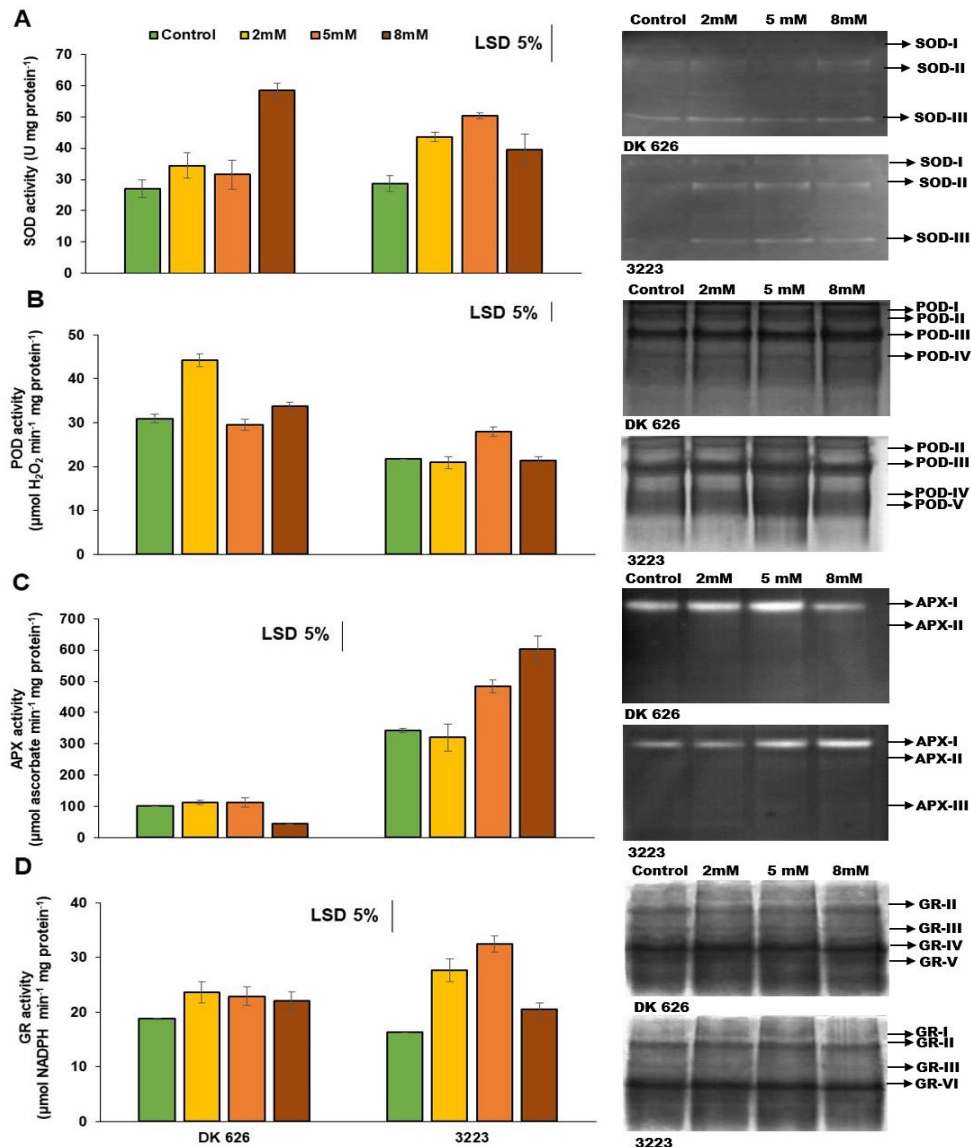 A
Control 2mM 5mM 8mM
LSD 5%
SOD activity (U mg protein⁻¹)
70
60
50
40
30
20
10
0
Control 2mM 5 mM 8mM
SOD-I
SOD-II
SOD-III
DK 626
SOD-I
SOD-II
SOD-III
3223
B
LSD 5%
POD activity
(µmol H₂O₂ min⁻¹ mg protein⁻¹)
50
40
30
20
10
0
Control 2mM 5 mM 8mM
POD-I
POD-II
POD-III
POD-IV
DK 626
POD-II
POD-III
POD-IV
POD-V
3223
C
LSD 5%
APX activity
(µmol ascorbate min⁻¹ mg protein⁻¹)
700
600
500
400
300
200
100
0
Control 2mM 5 mM 8mM
APX-I
APX-II
DK 626
APX-I
APX-II
APX-III
3223
D
LSD 5%
GR activity
(µmol NADPH min⁻¹ mg protein⁻¹)
40
30
20
10
0
DK 626 3223
Control 2mM 5 mM 8mM
GR-II
GR-III
GR-IV
GR-V
DK 626
GR-I
GR-II
GR-III
GR-VI
3223